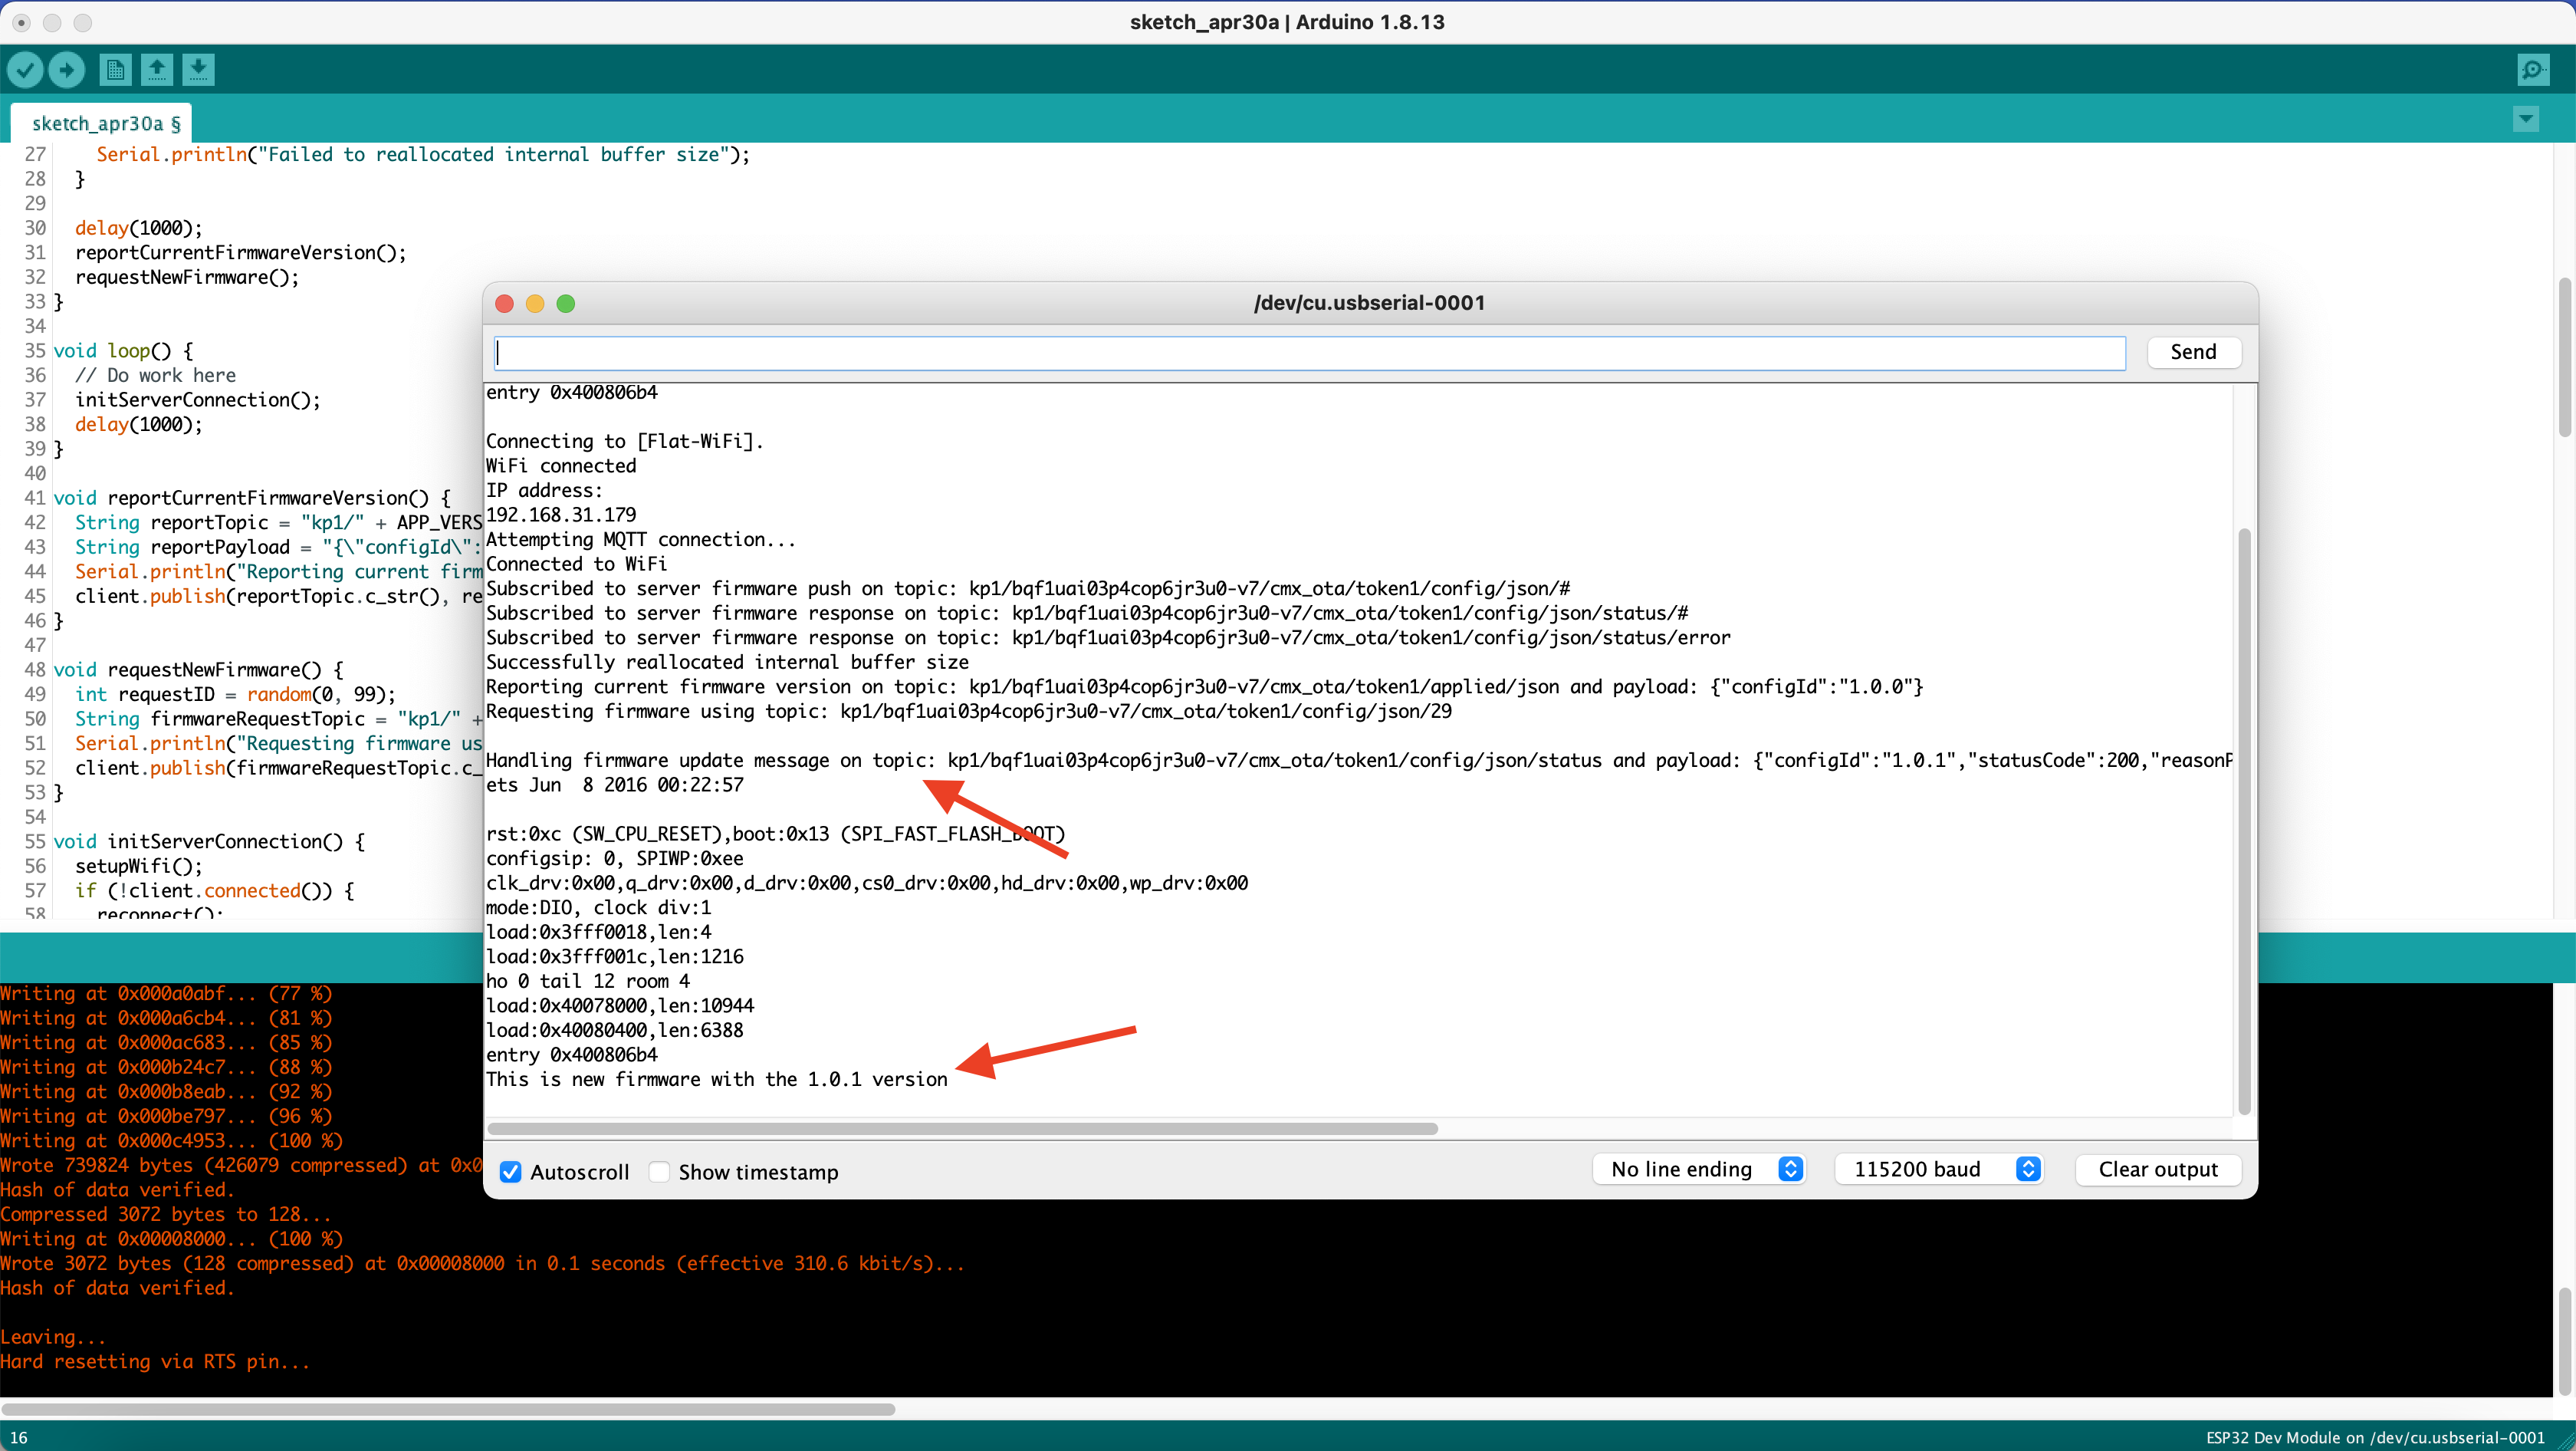 sketch_apr30a | Arduino 1.8.13
sketch_apr30a §
27 Serial.println("Failed to reallocated internal buffer size");
28 }
29
30 delay(1000);
31 reportCurrentFirmwareVersion();
32 requestNewFirmware();
33 }
34
35 void loop() {
36 // Do work here
37 initServerConnection();
38 delay(1000);
39 }
40
41 void reportCurrentFirmwareVersion() {
42 String reportTopic = "kp1/" + APP_VERS
43 String reportPayload = "{\"configId\":
44 Serial.println("Reporting current firm
45 client.publish(reportTopic.c_str(), re
46 }
47
48 void requestNewFirmware() {
49 int requestID = random(0, 99);
50 String firmwareRequestTopic = "kp1/" +
51 Serial.println("Requesting firmware us
52 client.publish(firmwareRequestTopic.c_
53 }
54
55 void initServerConnection() {
56 setupWifi();
57 if (!client.connected()) {
58 reconnect();
/dev/cu.usbserial-0001
Send
entry 0x400806b4
Connecting to [Flat-WiFi].
WiFi connected
IP address:
192.168.31.179
Attempting MQTT connection...
Connected to WiFi
Subscribed to server firmware push on topic: kp1/bqf1uai03p4cop6jr3u0-v7/cmx_ota/token1/config/json/#
Subscribed to server firmware response on topic: kp1/bqf1uai03p4cop6jr3u0-v7/cmx_ota/token1/config/json/status/#
Subscribed to server firmware response on topic: kp1/bqf1uai03p4cop6jr3u0-v7/cmx_ota/token1/config/json/status/error
Successfully reallocated internal buffer size
Reporting current firmware version on topic: kp1/bqf1uai03p4cop6jr3u0-v7/cmx_ota/token1/applied/json and payload: {"configId":"1.0.0"}
Requesting firmware using topic: kp1/bqf1uai03p4cop6jr3u0-v7/cmx_ota/token1/config/json/29
Handling firmware update message on topic: kp1/bqf1uai03p4cop6jr3u0-v7/cmx_ota/token1/config/json/status and payload: {"configId":"1.0.1","statusCode":200,"reasonP
ets Jun  8 2016 00:22:57
rst:0xc (SW_CPU_RESET),boot:0x13 (SPI_FAST_FLASH_BOOT)
configsip: 0, SPIWP:0xee
clk_drv:0x00,q_drv:0x00,d_drv:0x00,cs0_drv:0x00,hd_drv:0x00,wp_drv:0x00
mode:DIO, clock div:1
load:0x3fff0018,len:4
load:0x3fff001c,len:1216
ho 0 tail 12 room 4
load:0x40078000,len:10944
load:0x40080400,len:6388
entry 0x400806b4
This is new firmware with the 1.0.1 version
Autoscroll
Show timestamp
No line ending
115200 baud
Clear output
Writing at 0x000a0abf... (77 %)
Writing at 0x000a6cb4... (81 %)
Writing at 0x000ac683... (85 %)
Writing at 0x000b24c7... (88 %)
Writing at 0x000b8eab... (92 %)
Writing at 0x000be797... (96 %)
Writing at 0x000c4953... (100 %)
Wrote 739824 bytes (426079 compressed) at 0x0
Hash of data verified.
Compressed 3072 bytes to 128...
Writing at 0x00008000... (100 %)
Wrote 3072 bytes (128 compressed) at 0x00008000 in 0.1 seconds (effective 310.6 kbit/s)...
Hash of data verified.
Leaving...
Hard resetting via RTS pin...
16
ESP32 Dev Module on /dev/cu.usbserial-0001